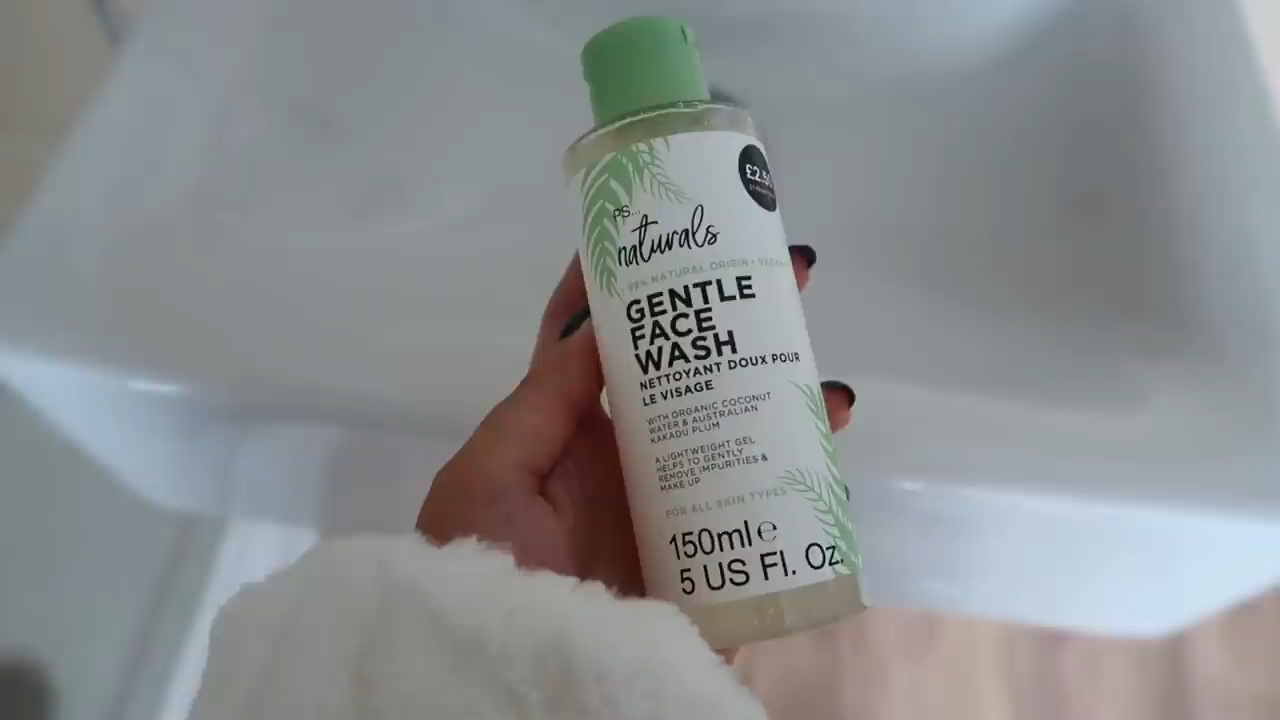 £2.50
PS...
naturals
99% NATURAL ORIGIN • VEGAN
GENTLE
FACE
WASH
NETTOYANT DOUX POUR
LE VISAGE
WITH ORGANIC COCONUT
WATER & AUSTRALIAN
KAKADU PLUM
A LIGHTWEIGHT GEL
HELPS TO GENTLY
REMOVE IMPURITIES &
MAKE UP
FOR ALL SKIN TYPES
150ml e
5 US Fl. Oz.